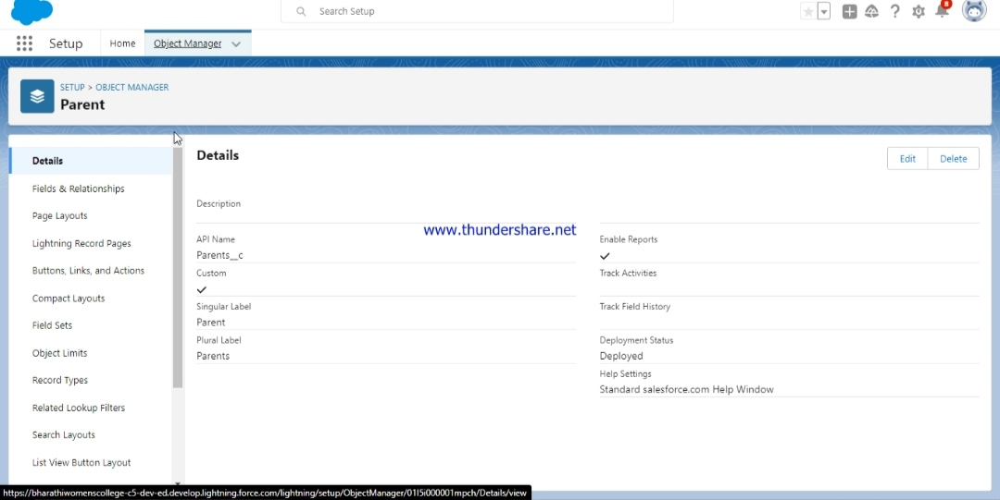 Search Setup
8
Setup
Home
Object Manager
SETUP > OBJECT MANAGER
Parent
Details
Fields & Relationships
Page Layouts
Lightning Record Pages
Buttons, Links, and Actions
Compact Layouts
Field Sets
Object Limits
Record Types
Related Lookup Filters
Search Layouts
List View Button Layout
Details
Edit
Delete
Description
www.thundershare.net
API Name
Parents__c
Custom
Singular Label
Parent
Plural Label
Parents
Enable Reports
Track Activities
Track Field History
Deployment Status
Deployed
Help Settings
Standard salesforce.com Help Window
https://bharathiwomenscollege-c5-dev-ed.develop.lightning.force.com/lightning/setup/ObjectManager/01I5i000001mpch/Details/view